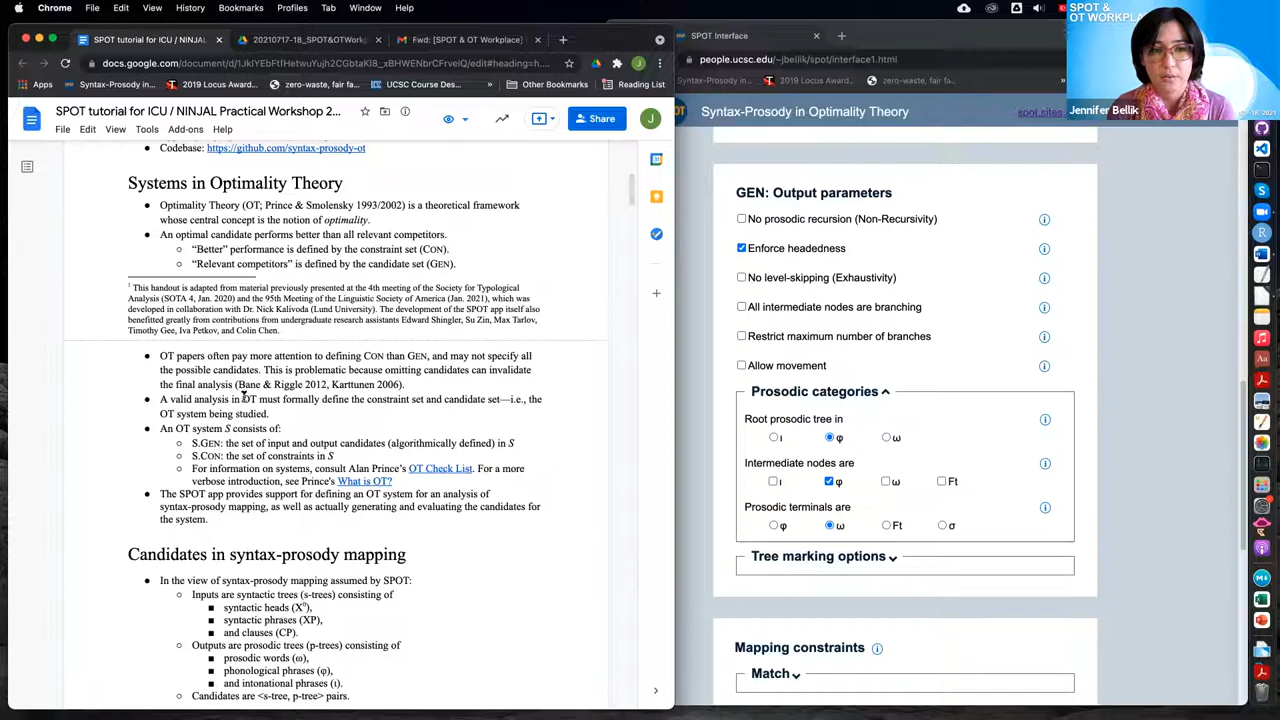 Chrome File Edit View History Bookmarks Profiles Tab Window Help
SPOT tutorial for ICU / NINJAL
20210717-18_SPOT&OTWorkp
Fwd: [SPOT & OT Workplace]
docs.google.com/document/d/1JkIYEbFtfHetwuYujh2CGbtaKl8_xBHWENBrCFrveIQ/edit#heading=h.
Apps Syntax-Prosody in 2019 Locus Award... zero-waste, fair fa... UCSC Course Desc... Other Bookmarks Reading List
SPOT tutorial for ICU / NINJAL Practical Workshop 2...
File Edit View Tools Add-ons Help
Share
J
Codebase: https://github.com/syntax-prosody-ot
Systems in Optimality Theory
● Optimality Theory (OT; Prince & Smolensky 1993/2002) is a theoretical framework
whose central concept is the notion of optimality.
● An optimal candidate performs better than all relevant competitors.
○ “Better” performance is defined by the constraint set (CON).
○ “Relevant competitors” is defined by the candidate set (GEN).
1 This handout is adapted from material previously presented at the 4th meeting of the Society for Typological
Analysis (SOTA 4, Jan. 2020) and the 95th Meeting of the Linguistic Society of America (Jan. 2021), which was
developed in collaboration with Dr. Nick Kalivoda (Lund University). The development of the SPOT app itself also
benefitted greatly from contributions from undergraduate research assistants Edward Shingler, Su Zin, Max Tarlov,
Timothy Gee, Iva Petkov, and Colin Chen.
● OT papers often pay more attention to defining CON than GEN, and may not specify all
the possible candidates. This is problematic because omitting candidates can invalidate
the final analysis (Bane & Riggle 2012, Karttunen 2006).
● A valid analysis in OT must formally define the constraint set and candidate set—i.e., the
OT system being studied.
● An OT system S consists of:
○ S.GEN: the set of input and output candidates (algorithmically defined) in S
○ S.CON: the set of constraints in S
○ For information on systems, consult Alan Prince’s OT Check List. For a more
verbose introduction, see Prince’s What is OT?
● The SPOT app provides support for defining an OT system for an analysis of
syntax-prosody mapping, as well as actually generating and evaluating the candidates for
the system.
Candidates in syntax-prosody mapping
● In the view of syntax-prosody mapping assumed by SPOT:
○ Inputs are syntactic trees (s-trees) consisting of
■ syntactic heads (X⁰),
■ syntactic phrases (XP),
■ and clauses (CP).
○ Outputs are prosodic trees (p-trees) consisting of
■ prosodic words (ω),
■ phonological phrases (φ),
■ and intonational phrases (ι).
○ Candidates are <s-tree, p-tree> pairs.
SPOT Interface
people.ucsc.edu/~jbellik/spot/interface1.html
Syntax-Prosody in 2019 Locus Award... zero-waste, fair fa...
Syntax-Prosody in Optimality Theory
spot.sites.
GEN: Output parameters
No prosodic recursion (Non-Recursivity)
Enforce headedness
No level-skipping (Exhaustivity)
All intermediate nodes are branching
Restrict maximum number of branches
Allow movement
Prosodic categories
Root prosodic tree in
ι φ ω
Intermediate nodes are
ι φ ω Ft
Prosodic terminals are
φ ω Ft σ
Tree marking options
Mapping constraints
Match
SPOT &
OT WORKPLA
Jennifer Bellik